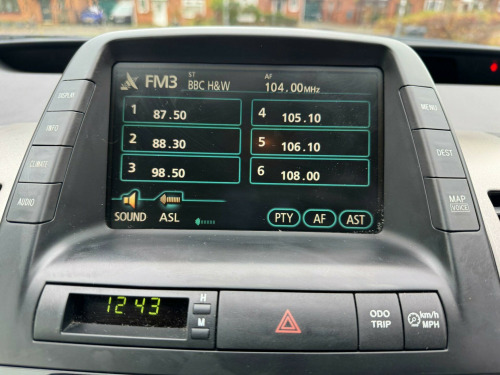 FM3 ST BBC H&W AF 104.00MHz
1 87.50 4 105.10
2 88.30 5 106.10
3 98.50 6 108.00
SOUND ASL PTY AF AST
DISPLAY
INFO
CLIMATE
AUDIO
MENU
DEST
MAP
VOICE
12:43 H
M
ODO
TRIP
km/h
MPH